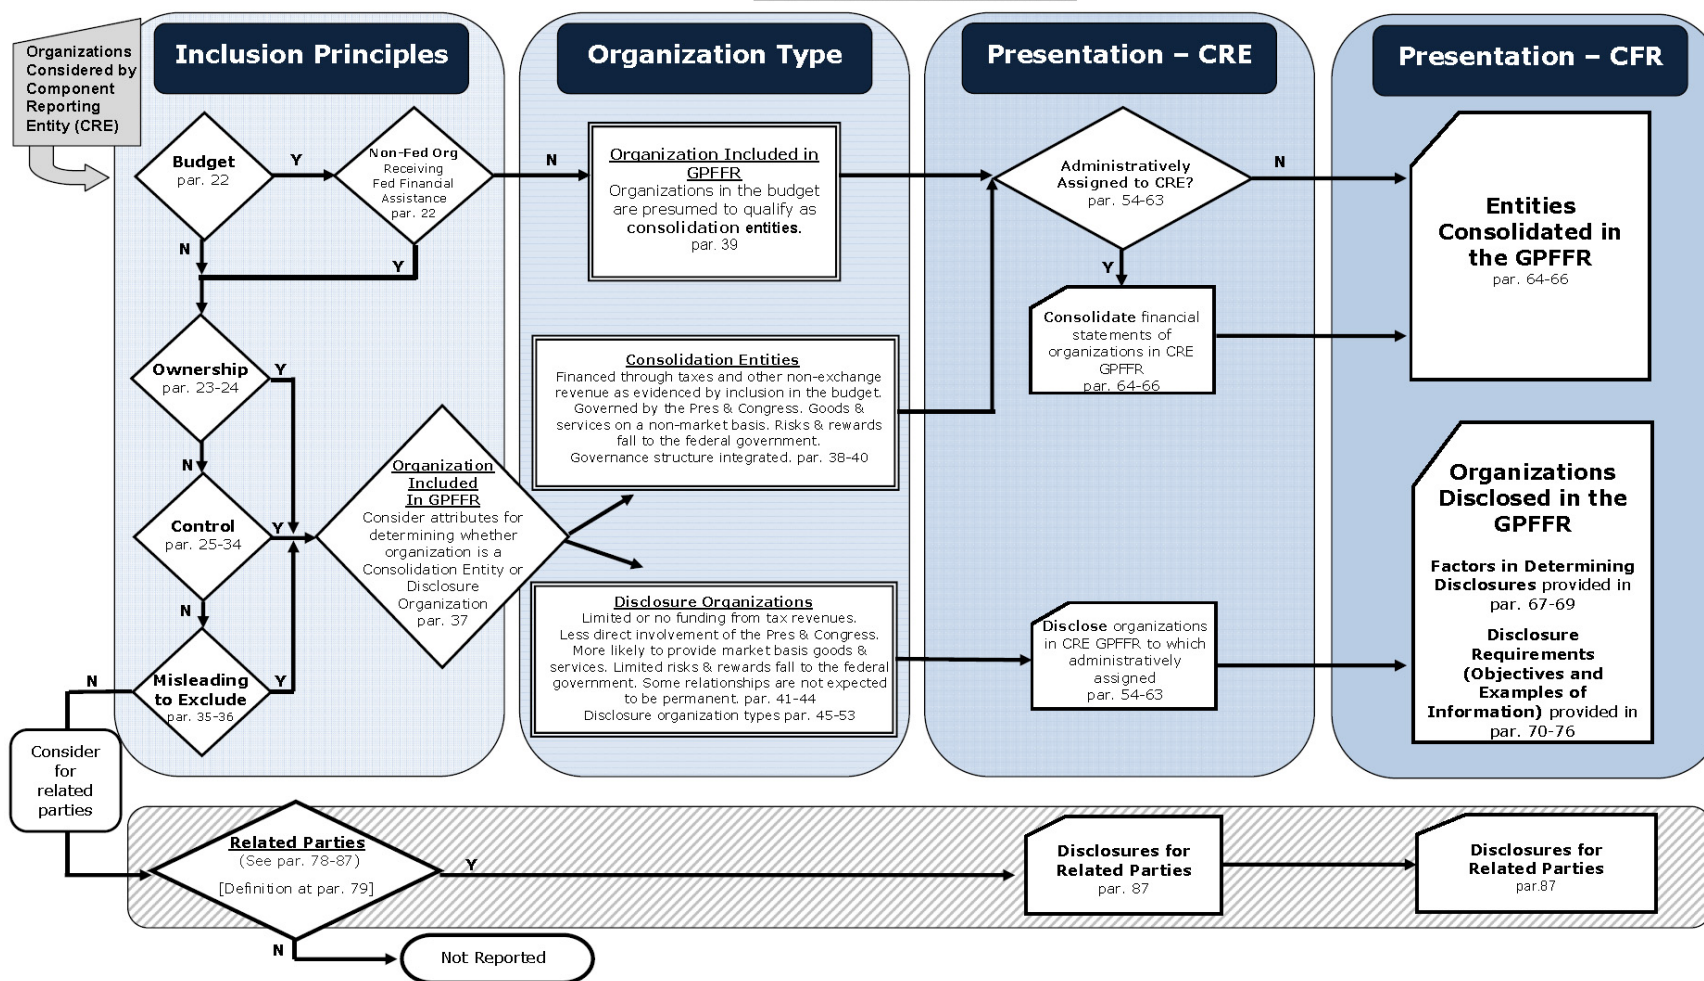 Organizations
Considered by
Component
Reporting
Entity (CRE)
Inclusion Principles
Budget
par. 22
Y
Non-Fed Org
Receiving
Fed Financial
Assistance
par. 22
N
N
Y
Ownership
par. 23-24
Y
N
Control
par. 25-34
Y
N
Misleading
to Exclude
par. 35-36
Y
N
Organization
Included
In GPFFR
Consider attributes for
determining whether
organization is a
Consolidation Entity or
Disclosure
Organization
par. 37
Organization Type
Organization Included in
GPFFR
Organizations in the budget
are presumed to qualify as
consolidation entities.
par. 39
Consolidation Entities
Financed through taxes and other non-exchange
revenue as evidenced by inclusion in the budget.
Governed by the Pres & Congress. Goods &
services on a non-market basis. Risks & rewards
fall to the federal government.
Governance structure integrated. par. 38-40
Disclosure Organizations
Limited or no funding from tax revenues.
Less direct involvement of the Pres & Congress.
More likely to provide market basis goods &
services. Limited risks & rewards fall to the federal
government. Some relationships are not expected
to be permanent. par. 41-44
Disclosure organization types par. 45-53
Presentation – CRE
Administratively
Assigned to CRE?
par. 54-63
N
Y
Consolidate financial
statements of
organizations in CRE
GPFFR
par. 64-66
Disclose organizations
in CRE GPFFR to which
administratively
assigned
par. 54-63
Presentation – CFR
Entities
Consolidated in
the GPFFR
par. 64-66
Organizations
Disclosed in the
GPFFR
Factors in Determining
Disclosures provided in
par. 67-69
Disclosure
Requirements
(Objectives and
Examples of
Information) provided in
par. 70-76
Consider
for
related
parties
Related Parties
(See par. 78-87)
[Definition at par. 79]
Y
N
Not Reported
Disclosures for
Related Parties
par. 87
Disclosures for
Related Parties
par.87